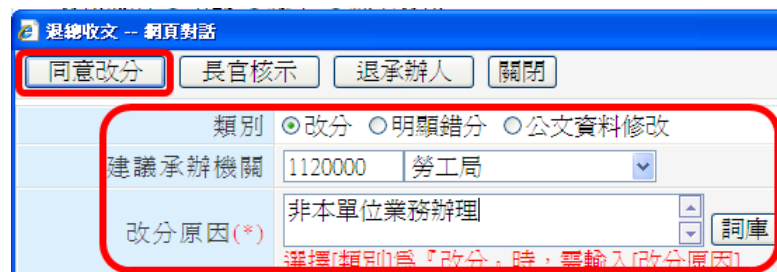 退總收文 -- 網頁對話
同意改分 長官核示 退承辦人 關閉
類別 改分 明顯錯分 公文資料修改
建議承辦機關 1120000 勞工局
改分原因(*) 非本單位業務辦理 詞庫
選擇[類別]為『改分』時，需輸入[改分原因]